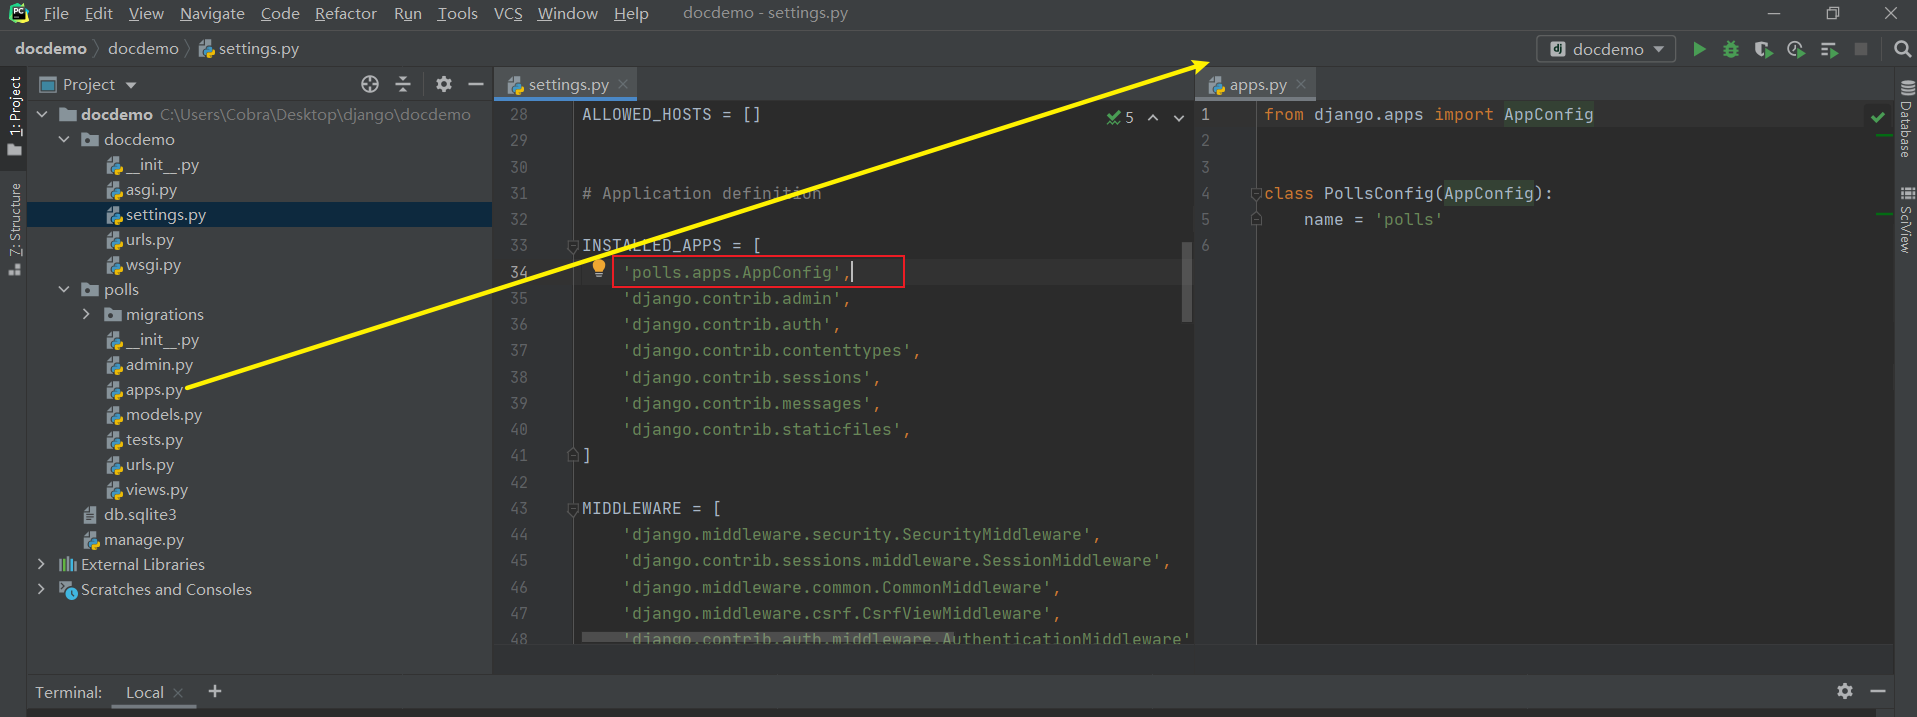 File Edit View Navigate Code Refactor Run Tools VCS Window Help docdemo - settings.py
docdemo docdemo settings.py
docdemo
1: Project
Z: Structure
Project
docdemo C:\Users\Cobra\Desktop\django\docdemo
docdemo
__init__.py
asgi.py
settings.py
urls.py
wsgi.py
polls
migrations
__init__.py
admin.py
apps.py
models.py
tests.py
urls.py
views.py
db.sqlite3
manage.py
External Libraries
Scratches and Consoles
settings.py
5
28 ALLOWED_HOSTS = []
29
30
31 # Application definition
32
33 INSTALLED_APPS = [
34 'polls.apps.AppConfig',
35 'django.contrib.admin',
36 'django.contrib.auth',
37 'django.contrib.contenttypes',
38 'django.contrib.sessions',
39 'django.contrib.messages',
40 'django.contrib.staticfiles',
41 ]
42
43 MIDDLEWARE = [
44 'django.middleware.security.SecurityMiddleware',
45 'django.contrib.sessions.middleware.SessionMiddleware',
46 'django.middleware.common.CommonMiddleware',
47 'django.middleware.csrf.CsrfViewMiddleware',
48 'django.contrib.auth.middleware.AuthenticationMiddleware'
apps.py
1 from django.apps import AppConfig
2
3
4 class PollsConfig(AppConfig):
5 name = 'polls'
6
Database
SciView
Terminal: Local